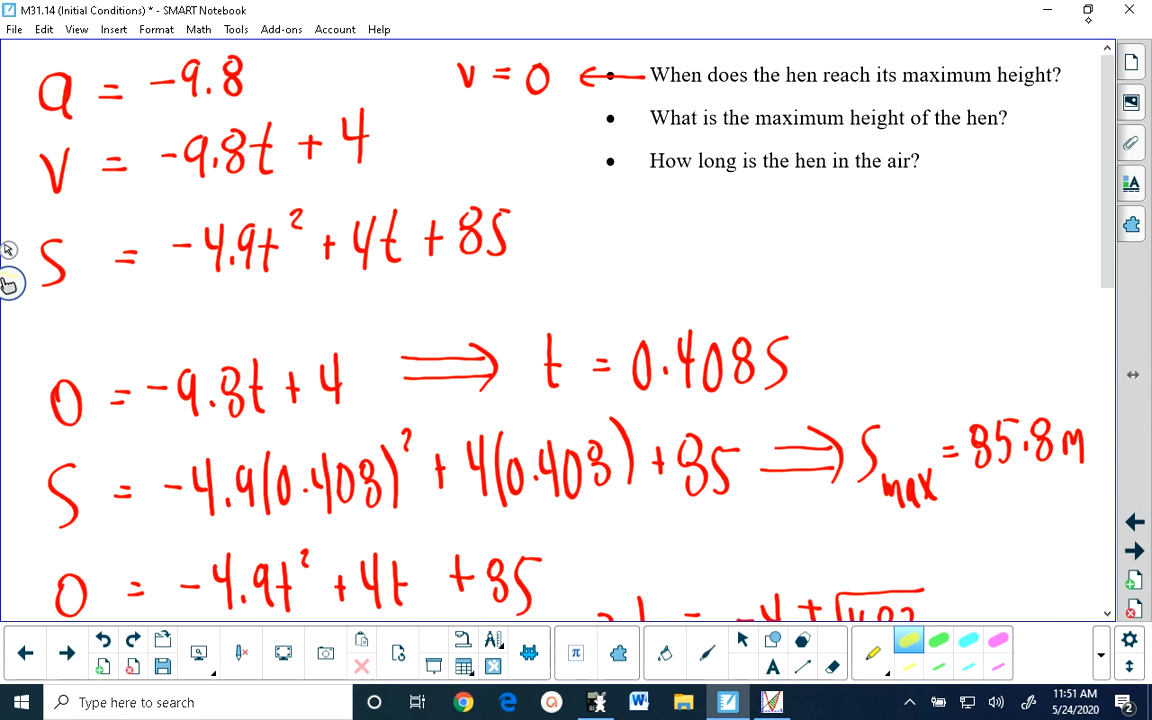 M31.14 (Initial Conditions) * - SMART Notebook
File Edit View Insert Format Math Tools Add-ons Account Help
a = -9.8
v = 0 ← • When does the hen reach its maximum height?
v = -9.8t + 4
• What is the maximum height of the hen?
• How long is the hen in the air?
s = -4.9t² + 4t + 85
0 = -9.8t + 4 ⟹ t = 0.408s
s = -4.9(0.408)² + 4(0.408) + 85 ⟹ s max = 85.8m
0 = -4.9t² + 4t + 85
Type here to search
11:51 AM
5/24/2020
2